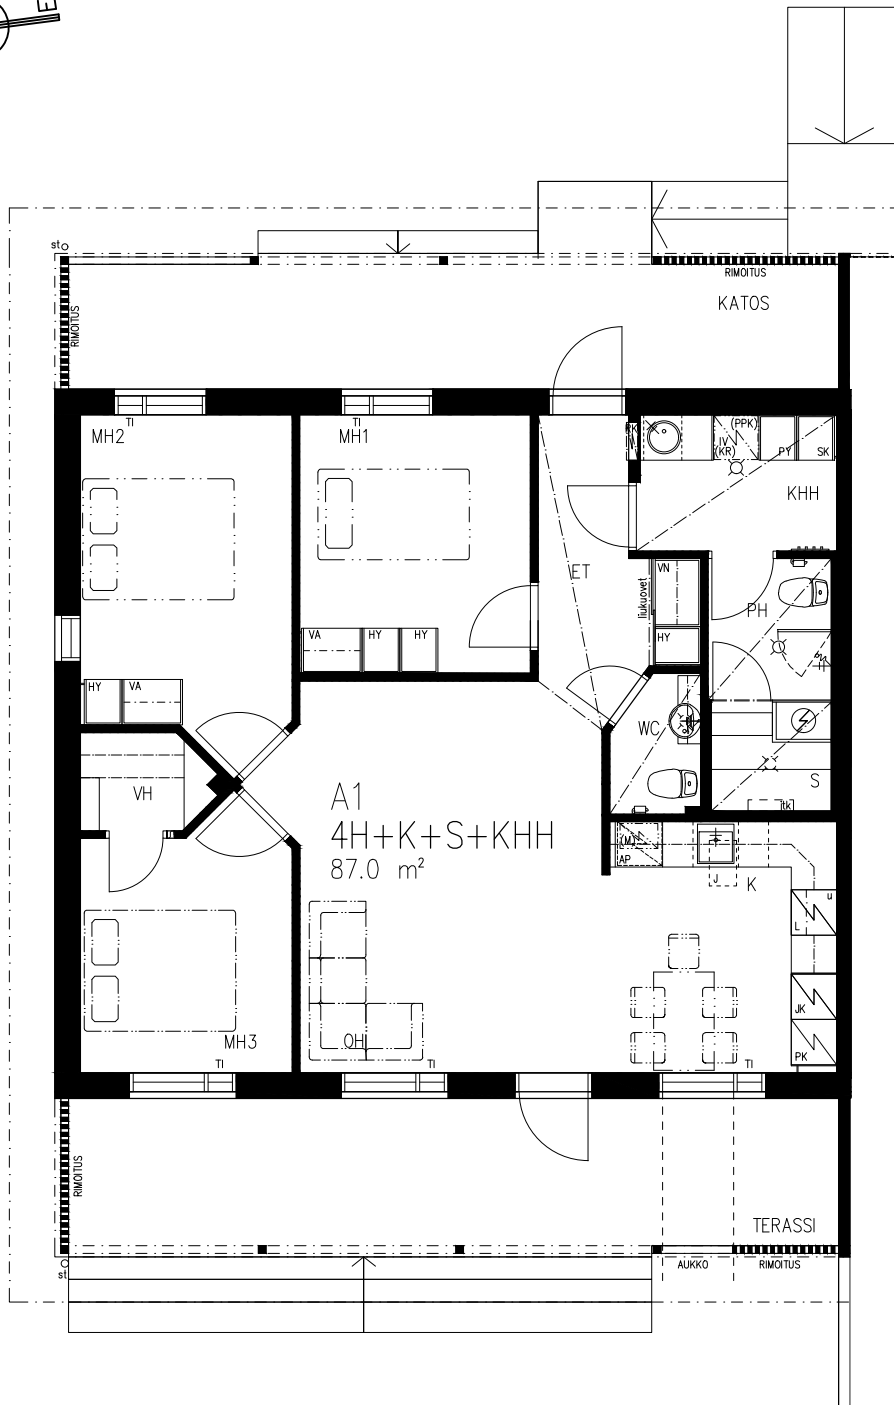 E
st
RIMOITUS
KATOS
RIMOITUS
TI
TI
MH2
MH1
(PPK)
IV
(KR)
PY
SK
KHH
ET
VN
liukuovet
HY
PH
VA
HY
HY
HY
VA
WC
VH
S
tk
A1
4H+K+S+KHH
87.0 m²
(M)
AP
J
K
u
L
JK
PK
OH
MH3
TI
TI
TI
RIMOITUS
TERASSI
st
AUKKO
RIMOITUS